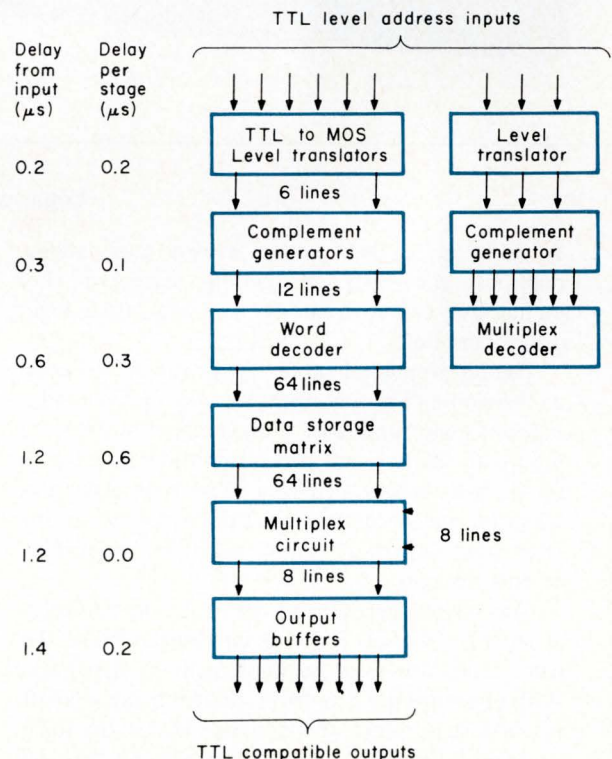 TTL level address inputs
Delay from input (μs)
Delay per stage (μs)
TTL to MOS
Level translators
Level
translator
0.2 0.2
6 lines
Complement
generators
Complement
generator
0.3 0.1
12 lines
Word
decoder
Multiplex
decoder
0.6 0.3
64 lines
Data storage
matrix
1.2 0.6
64 lines
Multiplex
circuit
8 lines
1.2 0.0
8 lines
Output
buffers
1.4 0.2
TTL compatible outputs